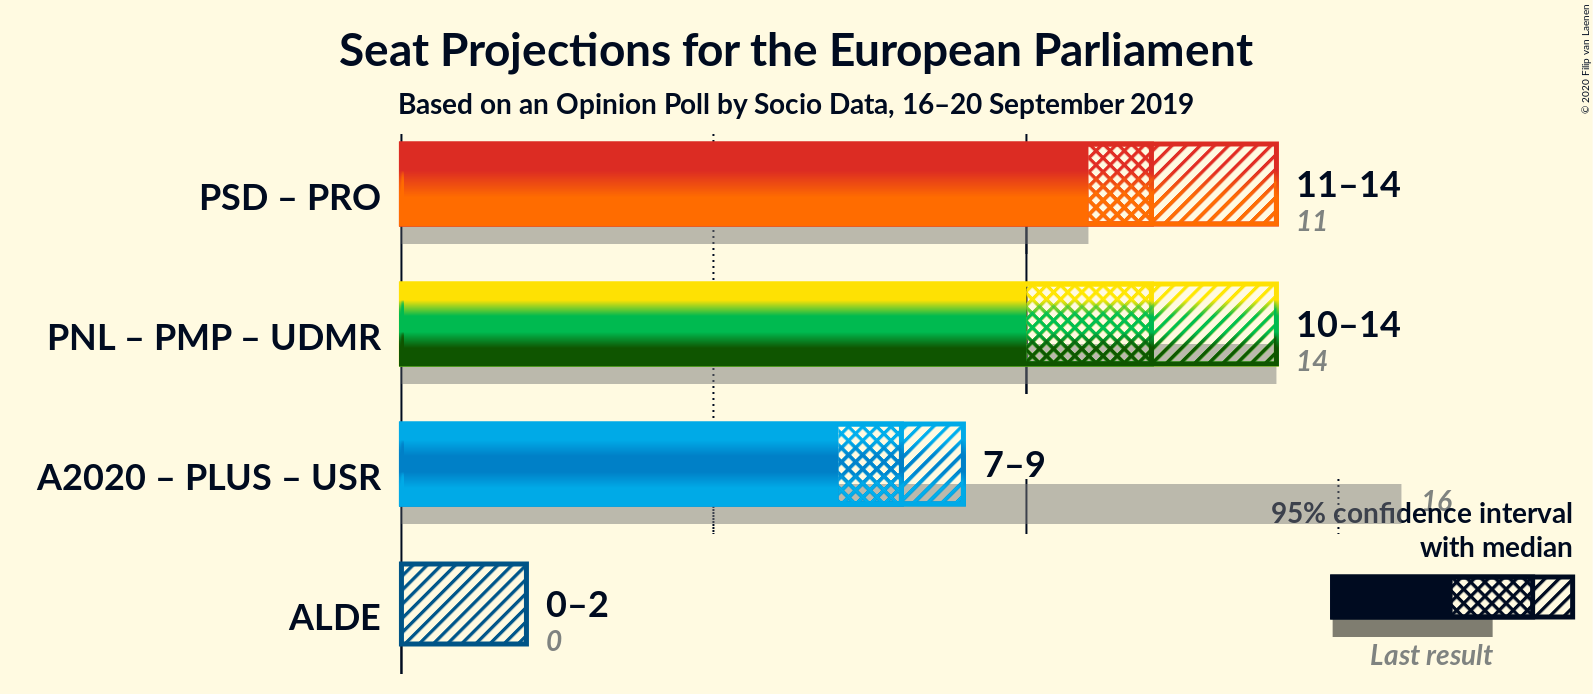 Seat Projections for the European Parliament
Based on an Opinion Poll by Socio Data, 16–20 September 2019
© 2020 Filip van Laenen
PSD – PRO
11–14
11
PNL – PMP – UDMR
10–14
14
A2020 – PLUS – USR
7–9
16
95% confidence interval
with median
ALDE
0–2
0
Last result